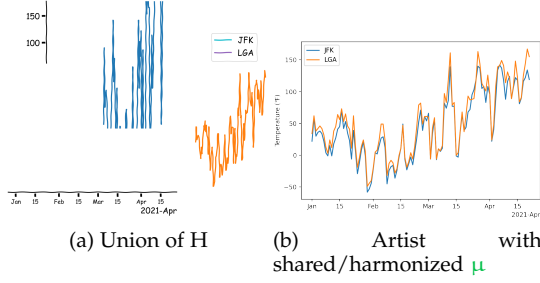 150
100
JFK
LGA
Jan 15 Feb 15 Mar 15 Apr 15
2021-Apr
JFK
LGA
Temperature (°F)
150
100
50
0
−50
Jan 15 Feb 15 Mar 15 Apr 15
2021-Apr
(a) Union of H
(b) Artist with
shared/harmonized μ